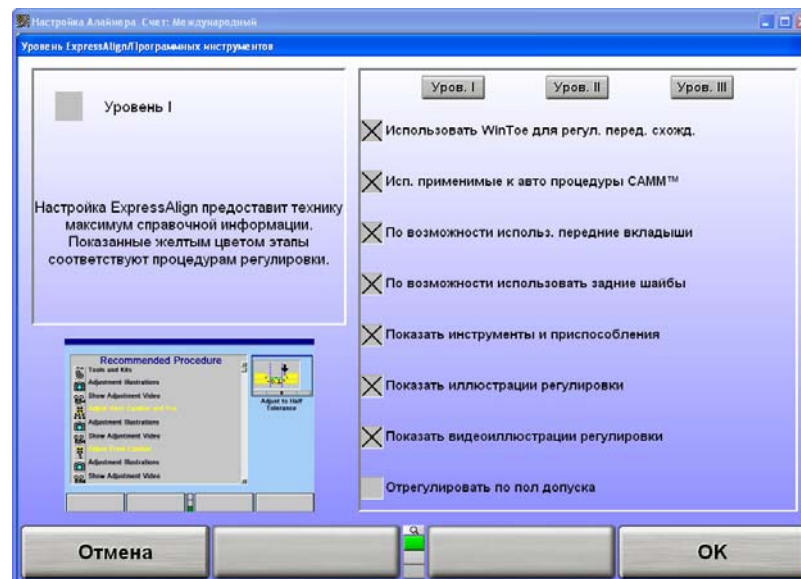 Настройка Алайнера. Счет: Международный
Уровень ExpressAlign/Программных инструментов
Уровень I
Настройка ExpressAlign предоставит технику
максимум справочной информации.
Показанные желтым цветом этапы
соответствуют процедурам регулировки.
Recommended Procedure
Tools and Kits
Adjustment Illustrations
Show Adjustment Video
Adjustment Illustrations
Show Adjustment Video
Adjust Front Camber
Adjustment Illustrations
Show Adjustment Video
Adjust to Half
Tolerance
Уров. I
Уров. II
Уров. III
Использовать WinToe для регул. перед. схожд.
Исп. применимые к авто процедуры CAMM™
По возможности использ. передние вкладыши
По возможности использовать задние шайбы
Показать инструменты и приспособления
Показать иллюстрации регулировки
Показать видеоиллюстрации регулировки
Отрегулировать по пол допуска
Отмена
OK